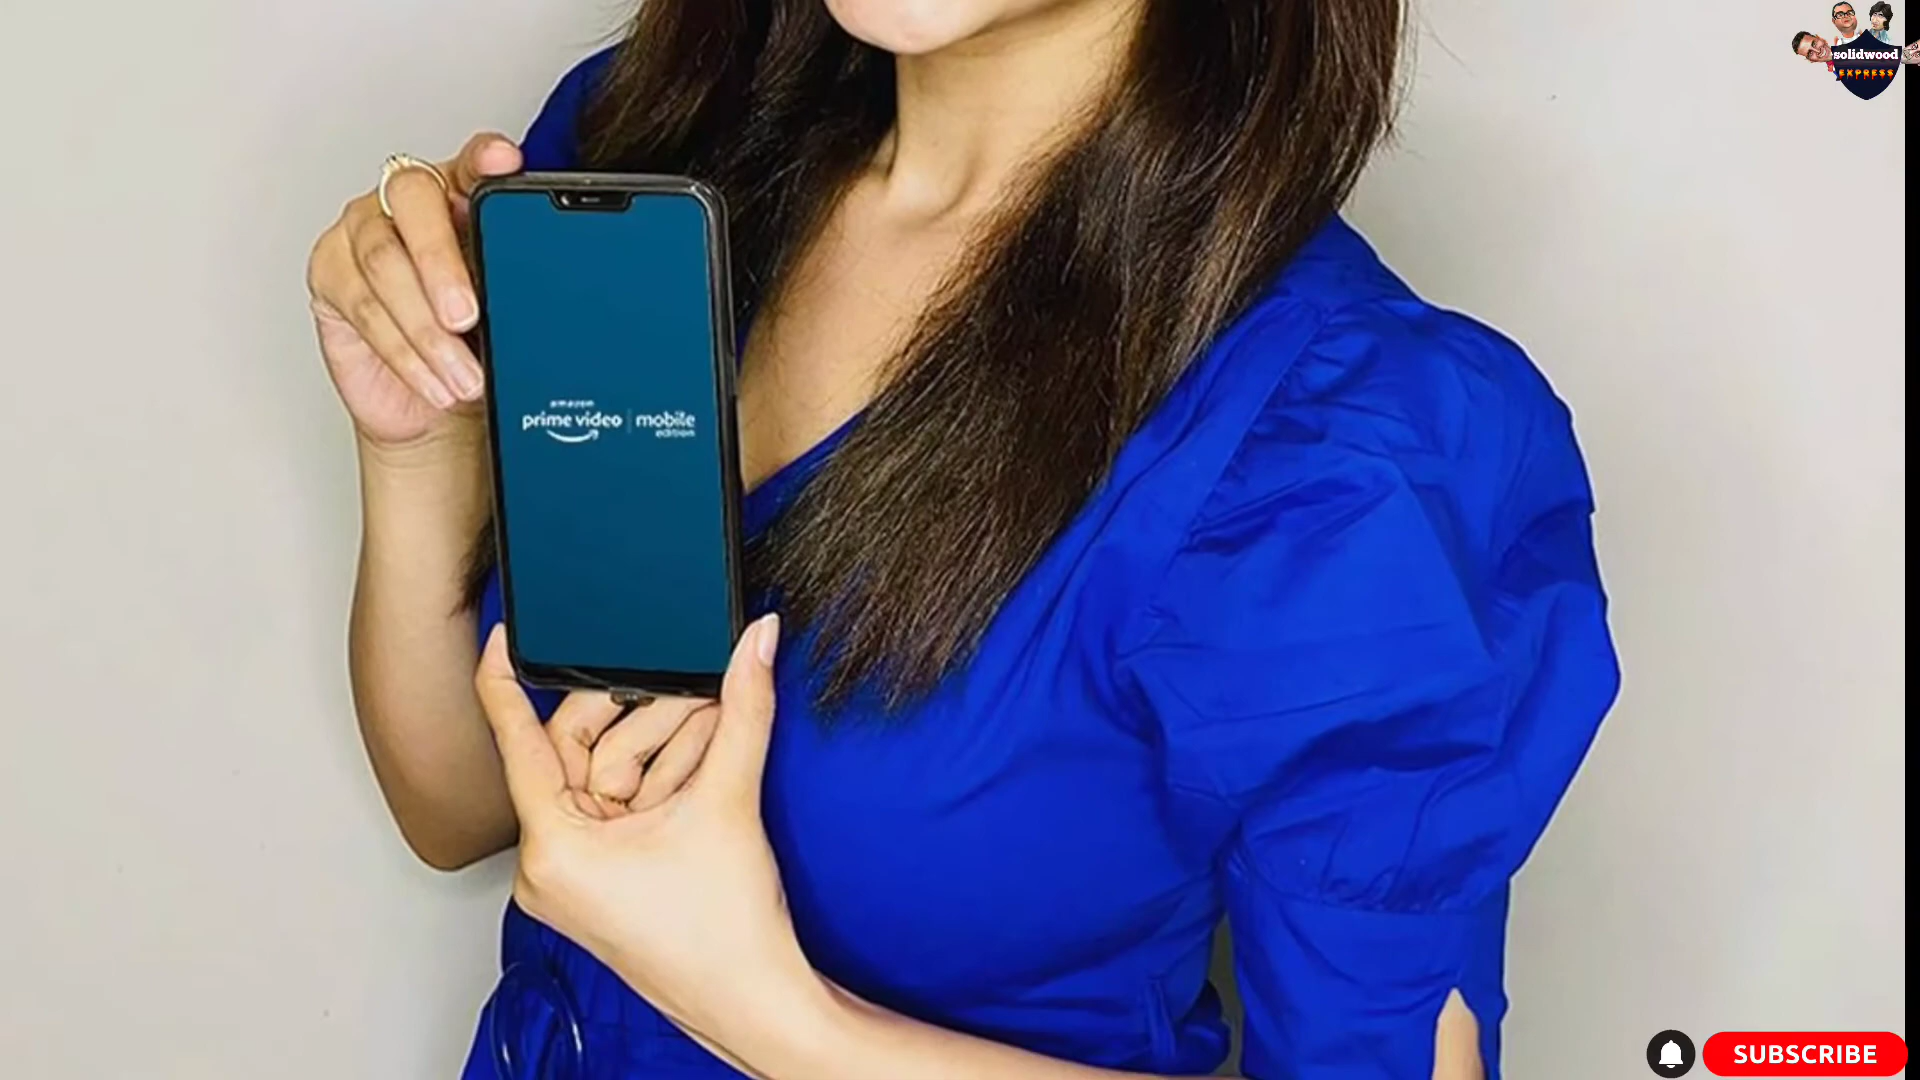 solidwood
EXPRESS
amazon
prime video | mobile
edition
SUBSCRIBE